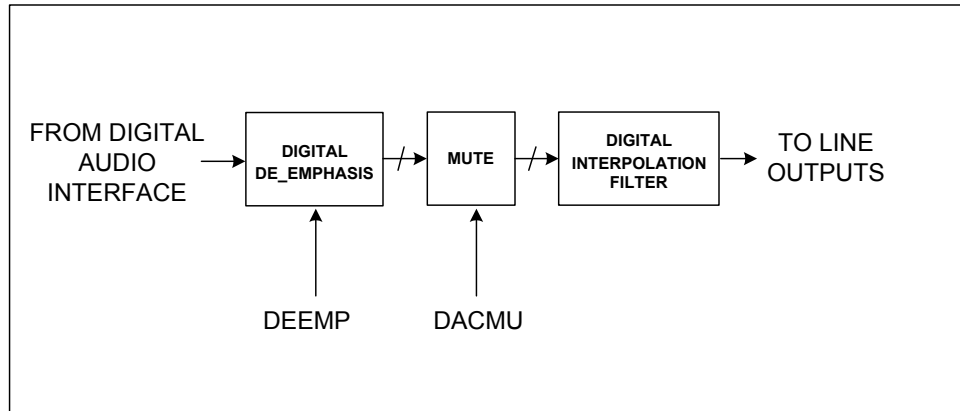 FROM DIGITAL
AUDIO
INTERFACE
DIGITAL
DE_EMPHASIS
MUTE
DIGITAL
INTERPOLATION
FILTER
TO LINE
OUTPUTS
DEEMP
DACMU